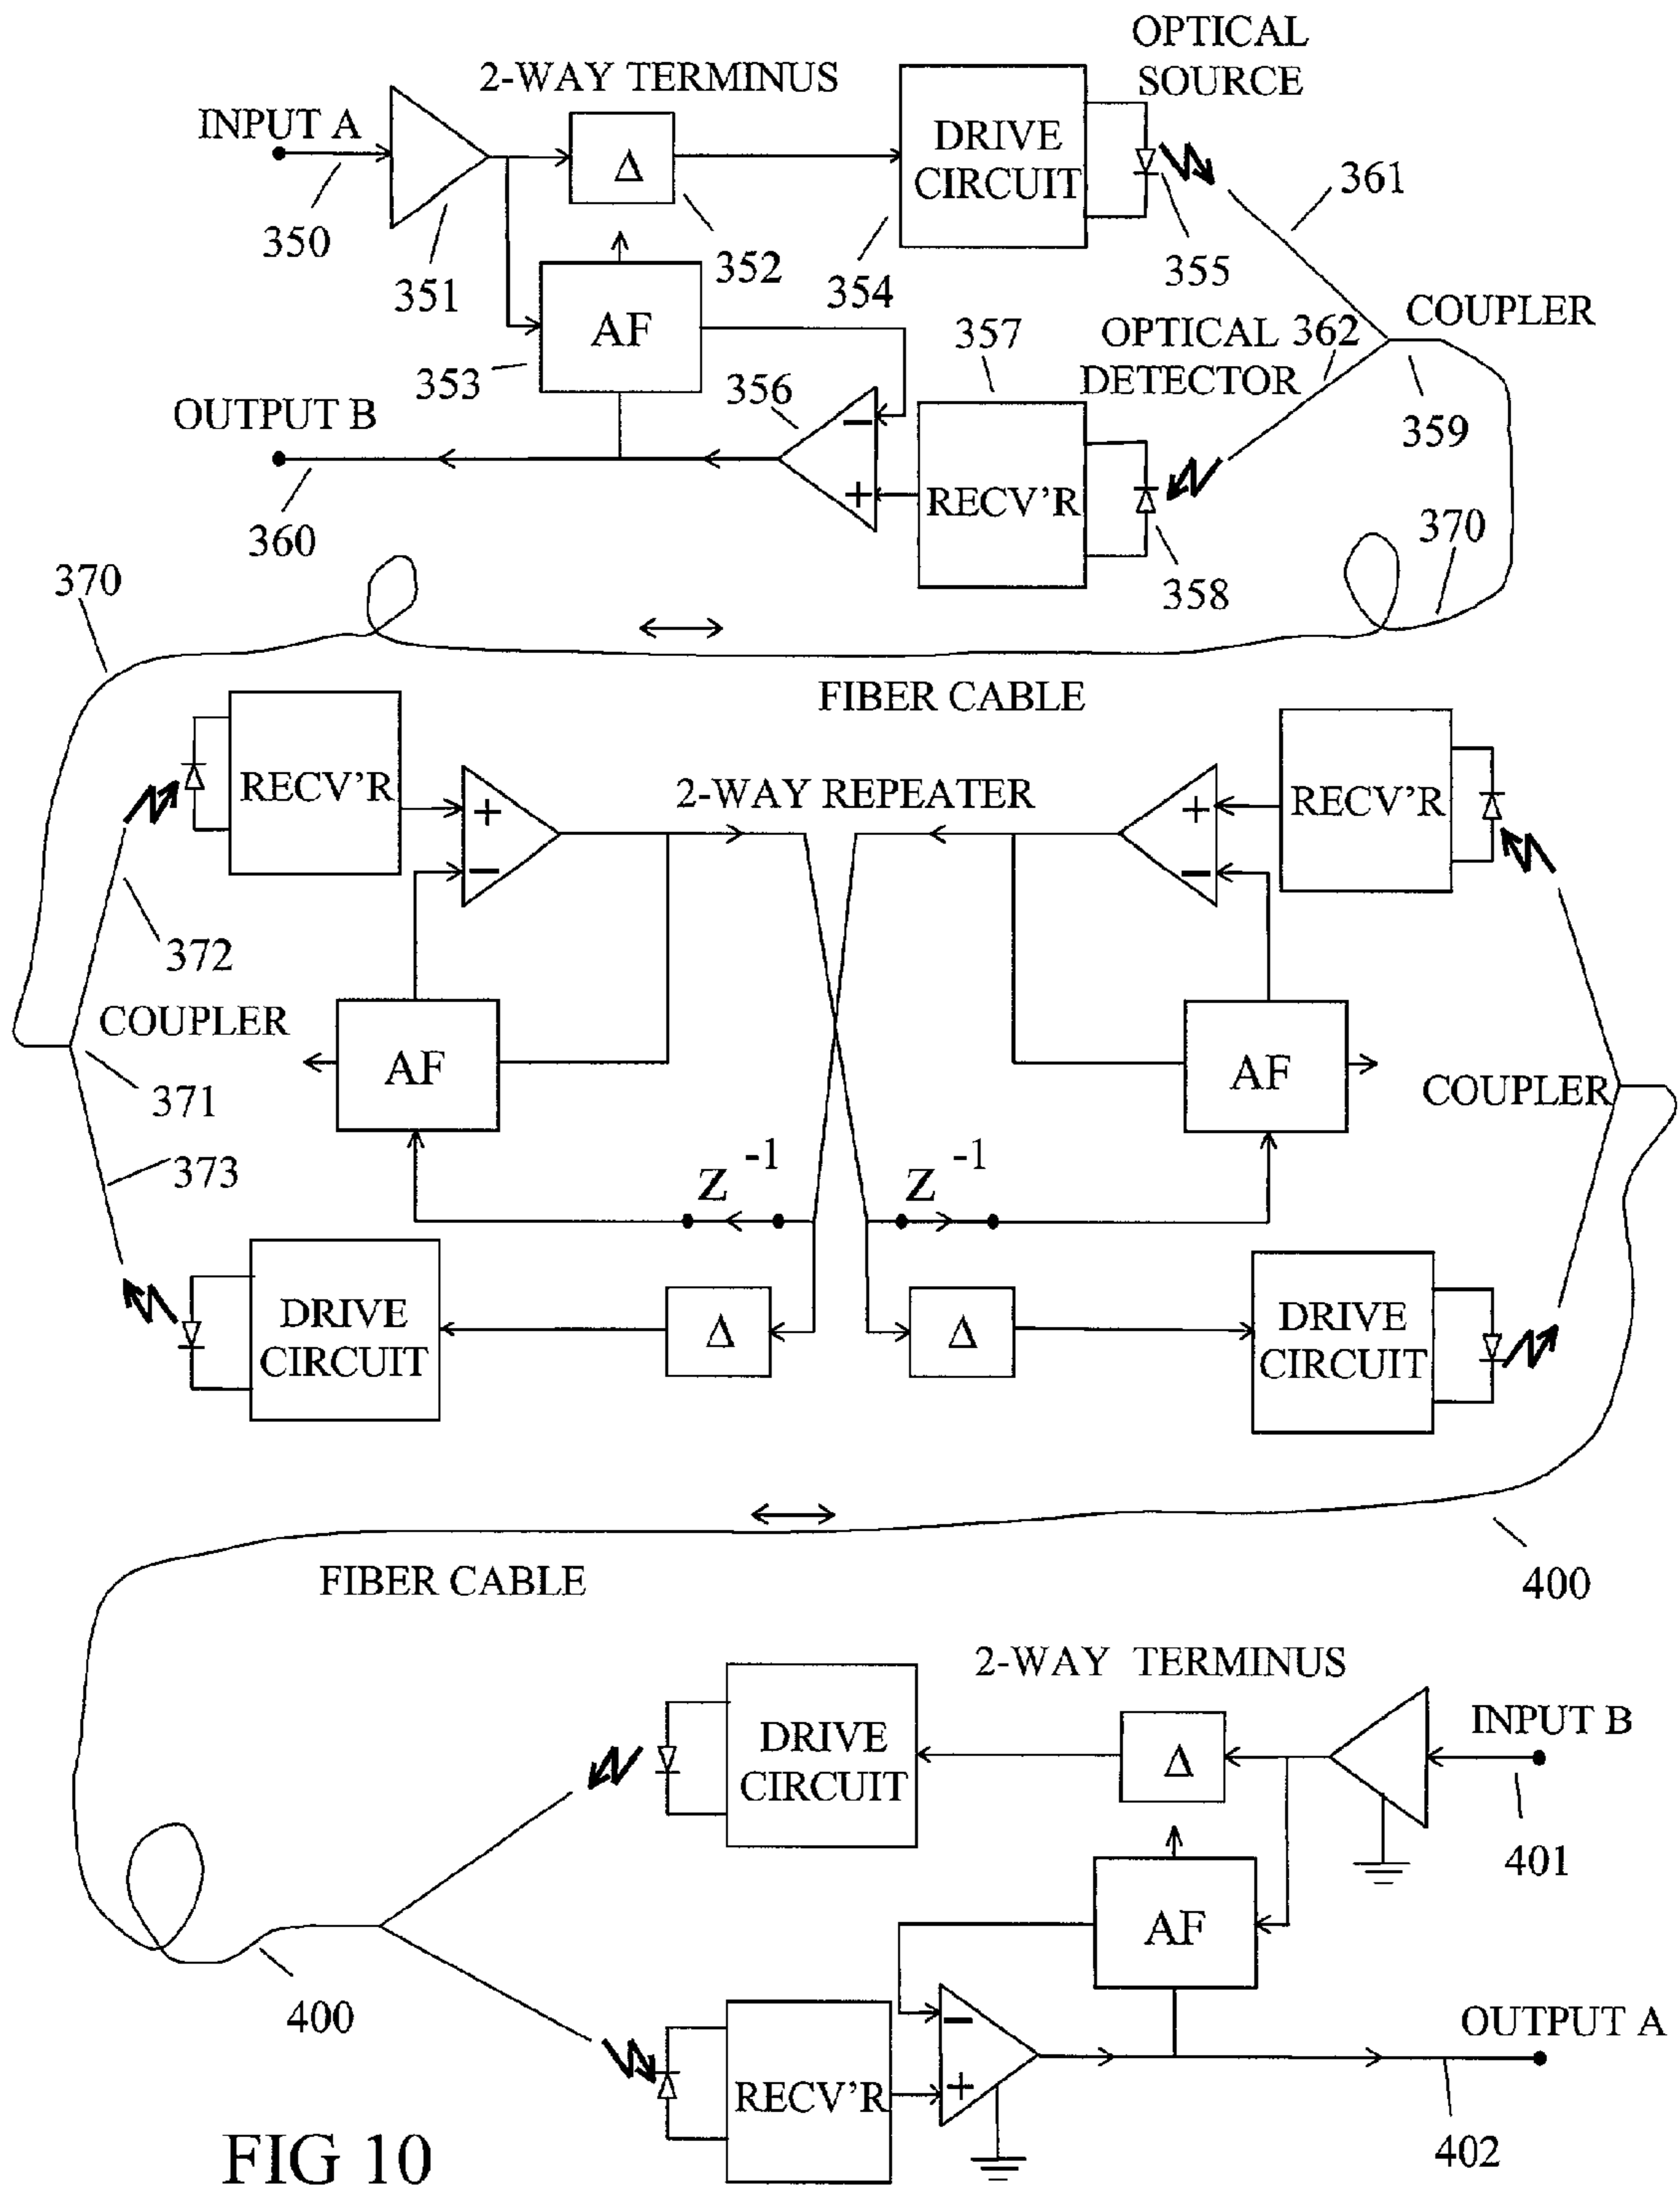 OPTICAL
SOURCE
2-WAY TERMINUS
INPUT A
DRIVE
CIRCUIT
Δ
361
350
351
352
354
355
AF
353
357
OPTICAL
DETECTOR
362
COUPLER
356
−
359
OUTPUT B
+
RECV'R
360
358
370
370
FIBER CABLE
RECV'R
+
−
2-WAY REPEATER
+
−
RECV'R
372
COUPLER
AF
AF
COUPLER
371
373
Z -1
Z -1
DRIVE
CIRCUIT
Δ
Δ
DRIVE
CIRCUIT
FIBER CABLE
400
2-WAY TERMINUS
DRIVE
CIRCUIT
Δ
INPUT B
401
AF
400
−
+
RECV'R
OUTPUT A
402
FIG 10